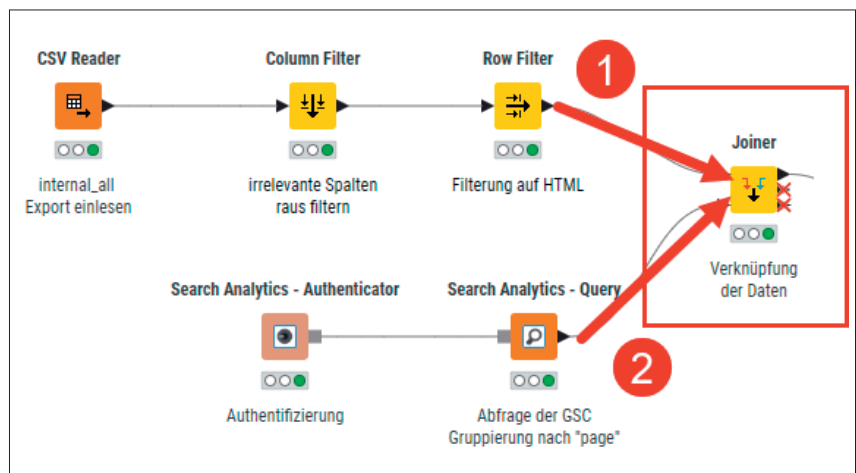 CSV Reader
Column Filter
Row Filter
1
Joiner
internal_all
Export einlesen
irrelevante Spalten
raus filtern
Filterung auf HTML
Verknüpfung
der Daten
Search Analytics - Authenticator
Search Analytics - Query
2
Authentifizierung
Abfrage der GSC
Gruppierung nach "page"